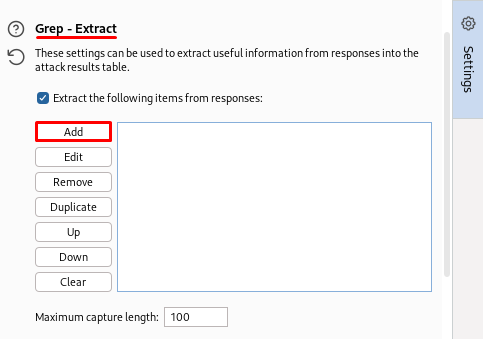 Grep - Extract
These settings can be used to extract useful information from responses into the
attack results table.
Extract the following items from responses:
Add
Edit
Remove
Duplicate
Up
Down
Clear
Maximum capture length: 100
Settings